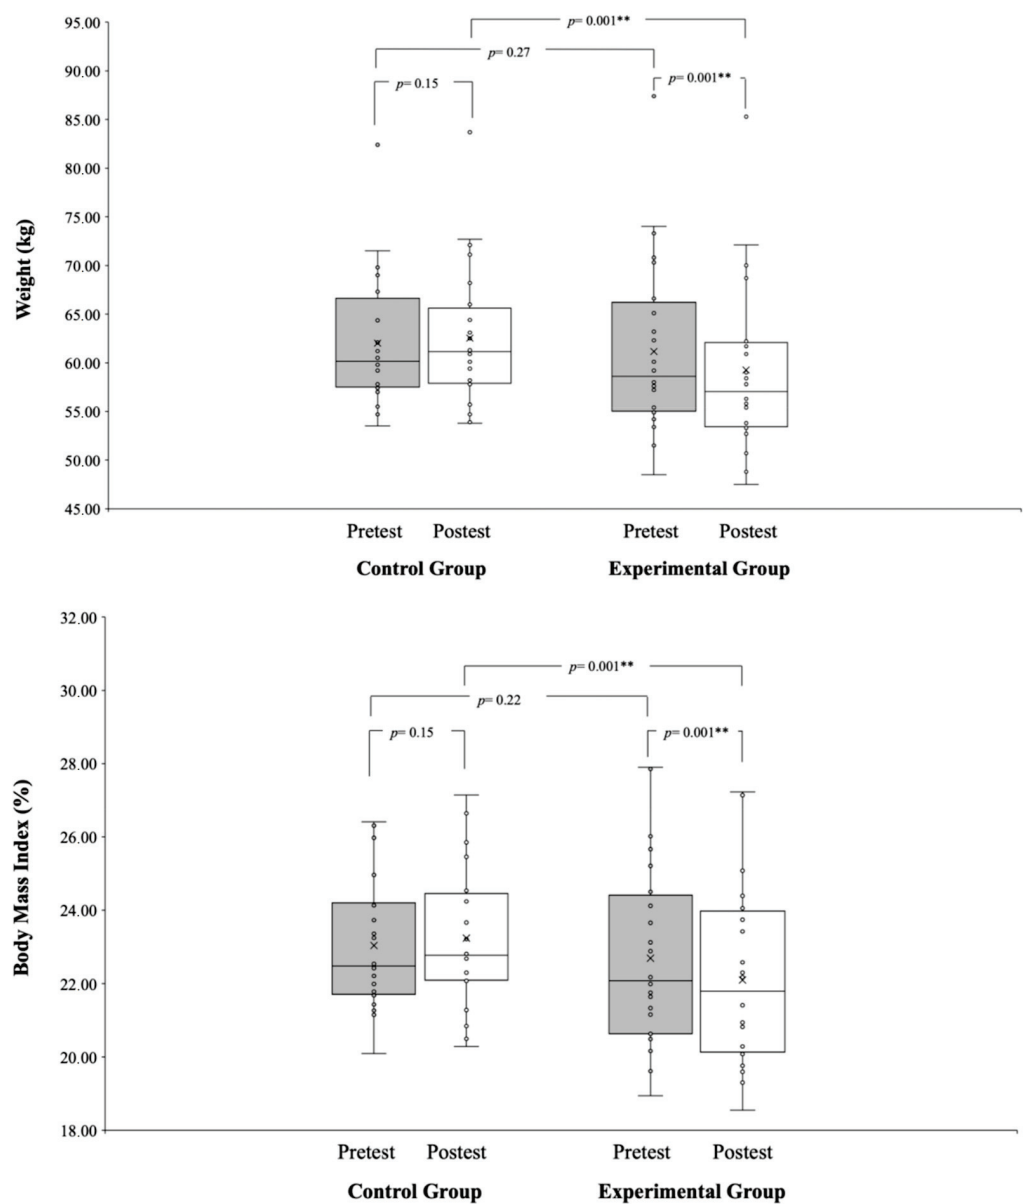 95.00
p= 0.001**
p= 0.27
90.00
p= 0.15
p= 0.001**
85.00
80.00
75.00
70.00
65.00
60.00
55.00
50.00
45.00
Weight (kg)
Pretest Postest Pretest Postest
Control Group Experimental Group
32.00
p= 0.001**
30.00
p= 0.22
p= 0.15
p= 0.001**
28.00
26.00
24.00
22.00
20.00
18.00
Body Mass Index (%)
Pretest Postest Pretest Postest
Control Group Experimental Group